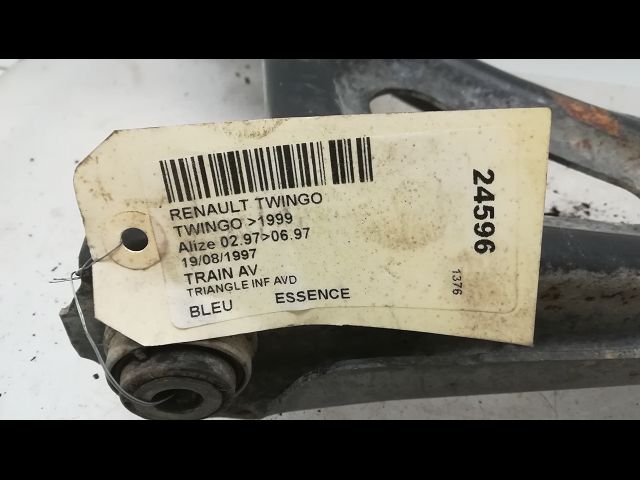 RENAULT TWINGO
TWINGO >1999
Alize 02.97>06.97
19/08/1997
TRAIN AV
TRIANGLE INF AVD
BLEU ESSENCE
24596
1376